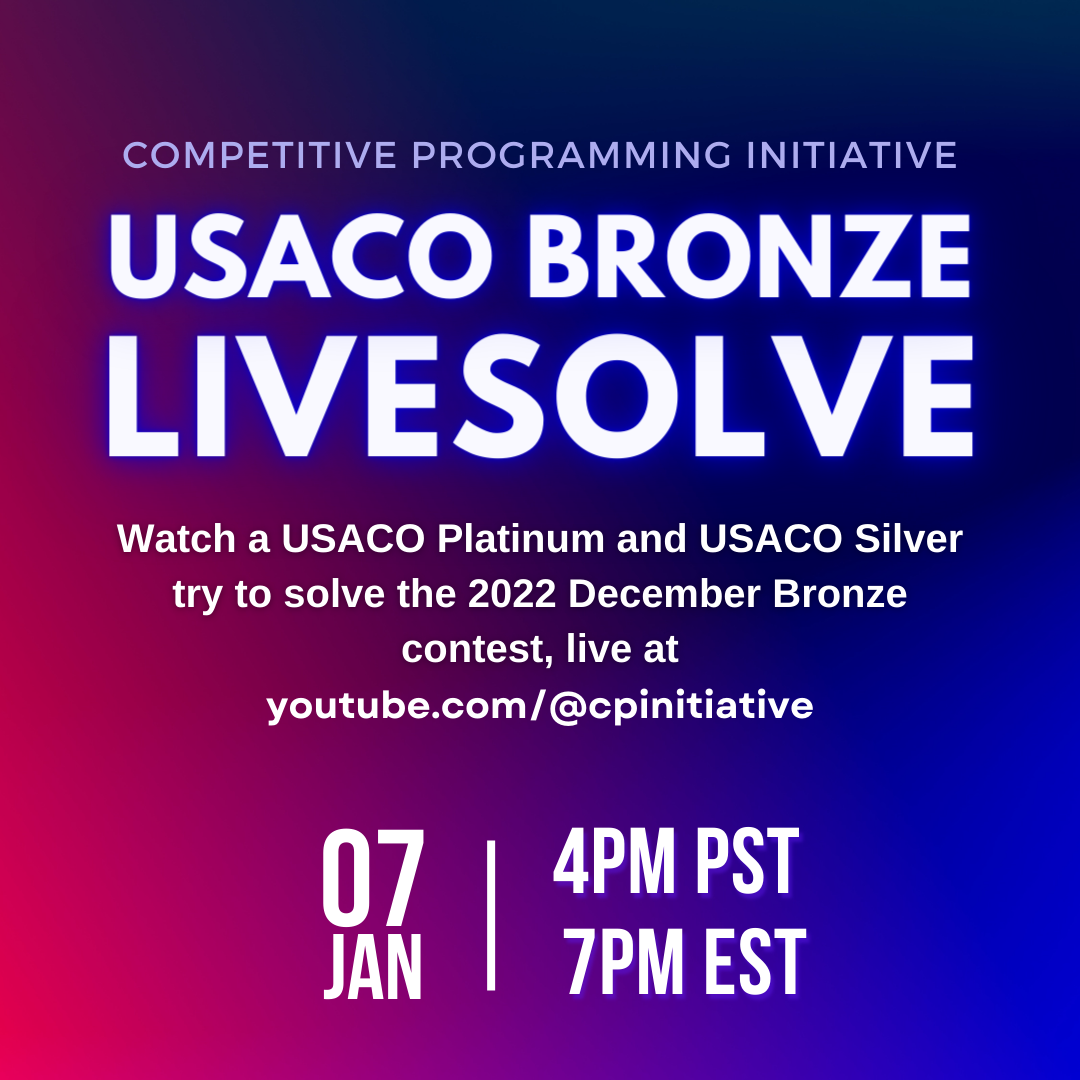 COMPETITIVE PROGRAMMING INITIATIVE
USACO BRONZE
LIVESOLVE
Watch a USACO Platinum and USACO Silver
try to solve the 2022 December Bronze
contest, live at
youtube.com/@cpinitiative
07
JAN
4PM PST
7PM EST